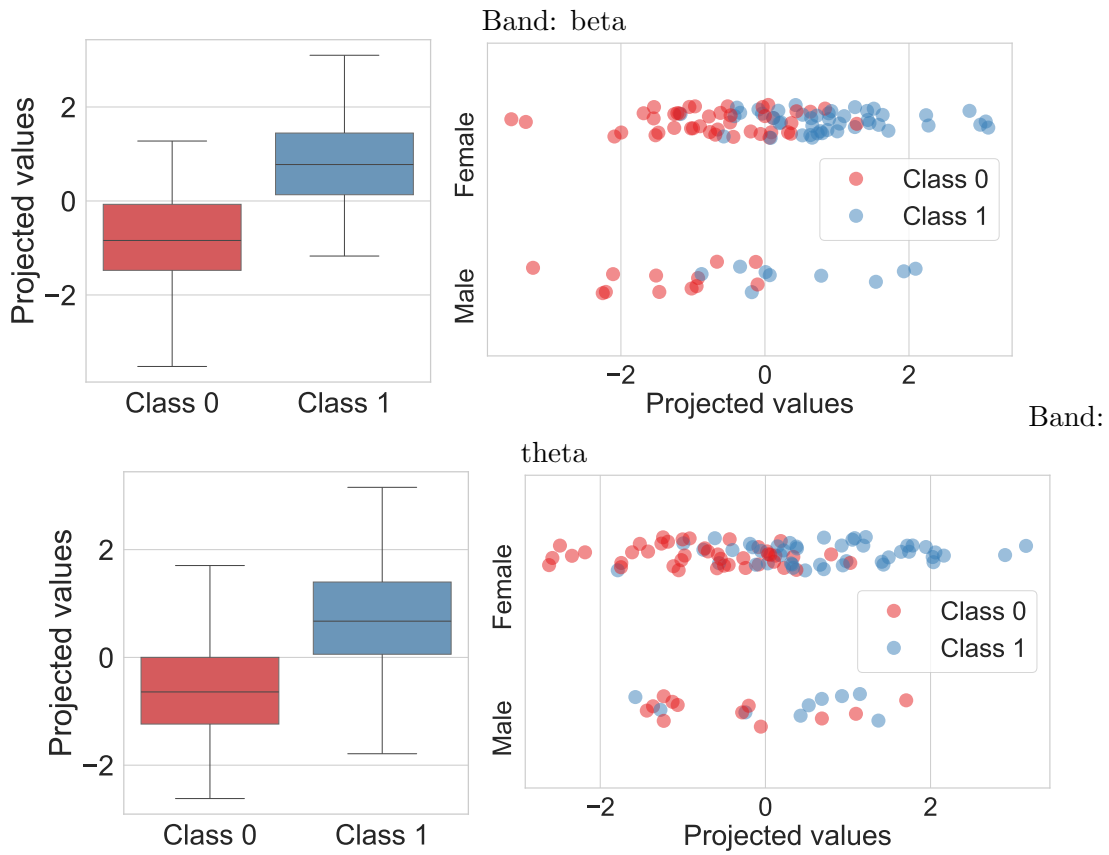 Band: beta
Projected values
2
0
−2
Class 0
Class 1
Female
Male
Class 0
Class 1
−2
0
2
Projected values
Band:
theta
Projected values
2
0
−2
Class 0
Class 1
Female
Male
Class 0
Class 1
−2
0
2
Projected values